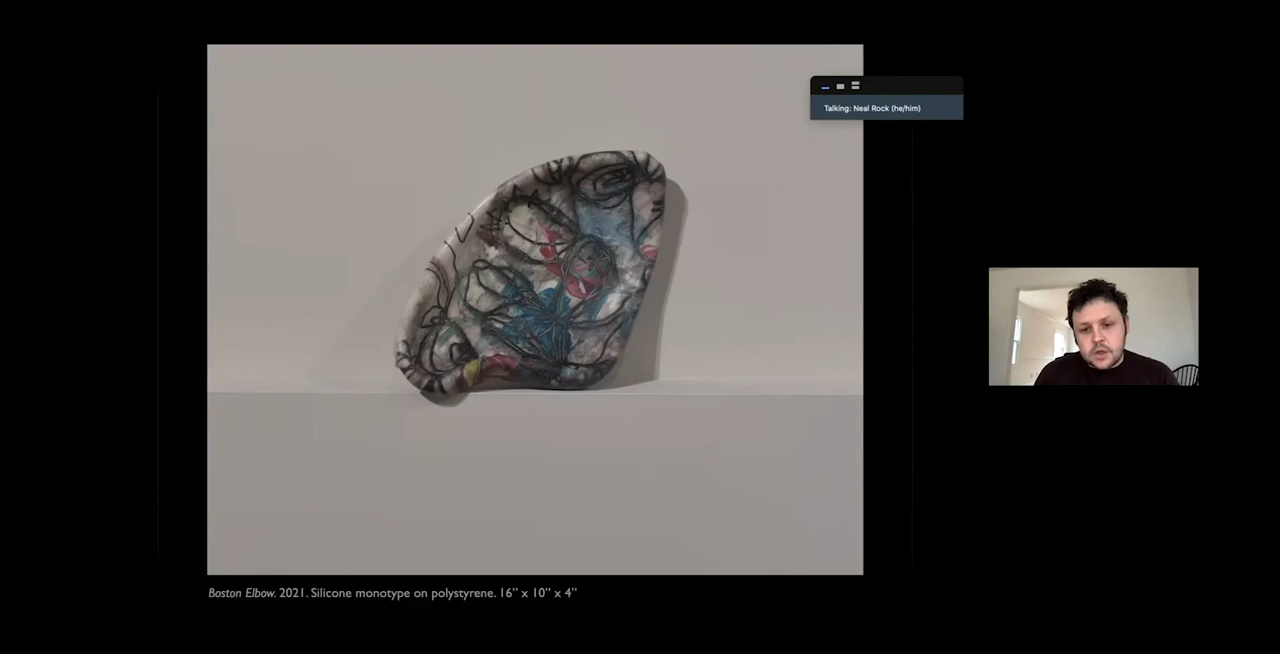 Talking: Neal Rock (he/him)
Boston Elbow. 2021. Silicone monotype on polystyrene. 16” x 10” x 4”